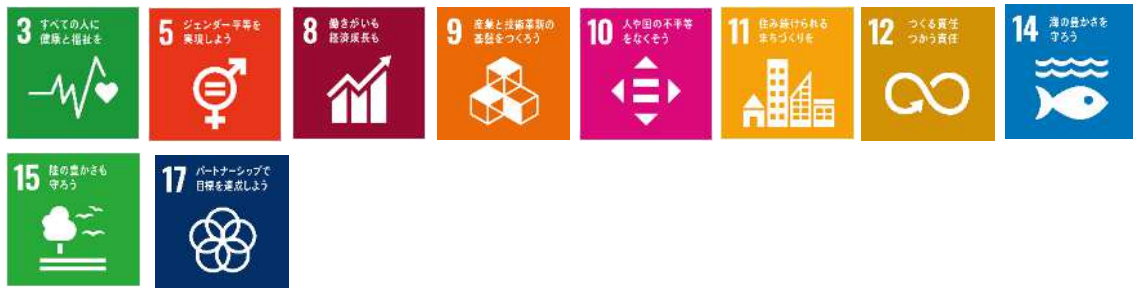 3 すべての人に
健康と福祉を
5 ジェンダー平等を
実現しよう
8 働きがいも
経済成長も
9 産業と技術革新の
基盤をつくろう
10 人や国の不平等
をなくそう
11 住み続けられる
まちづくりを
12 つくる責任
つかう責任
14 海の豊かさを
守ろう
15 陸の豊かさも
守ろう
17 パートナーシップで
目標を達成しよう